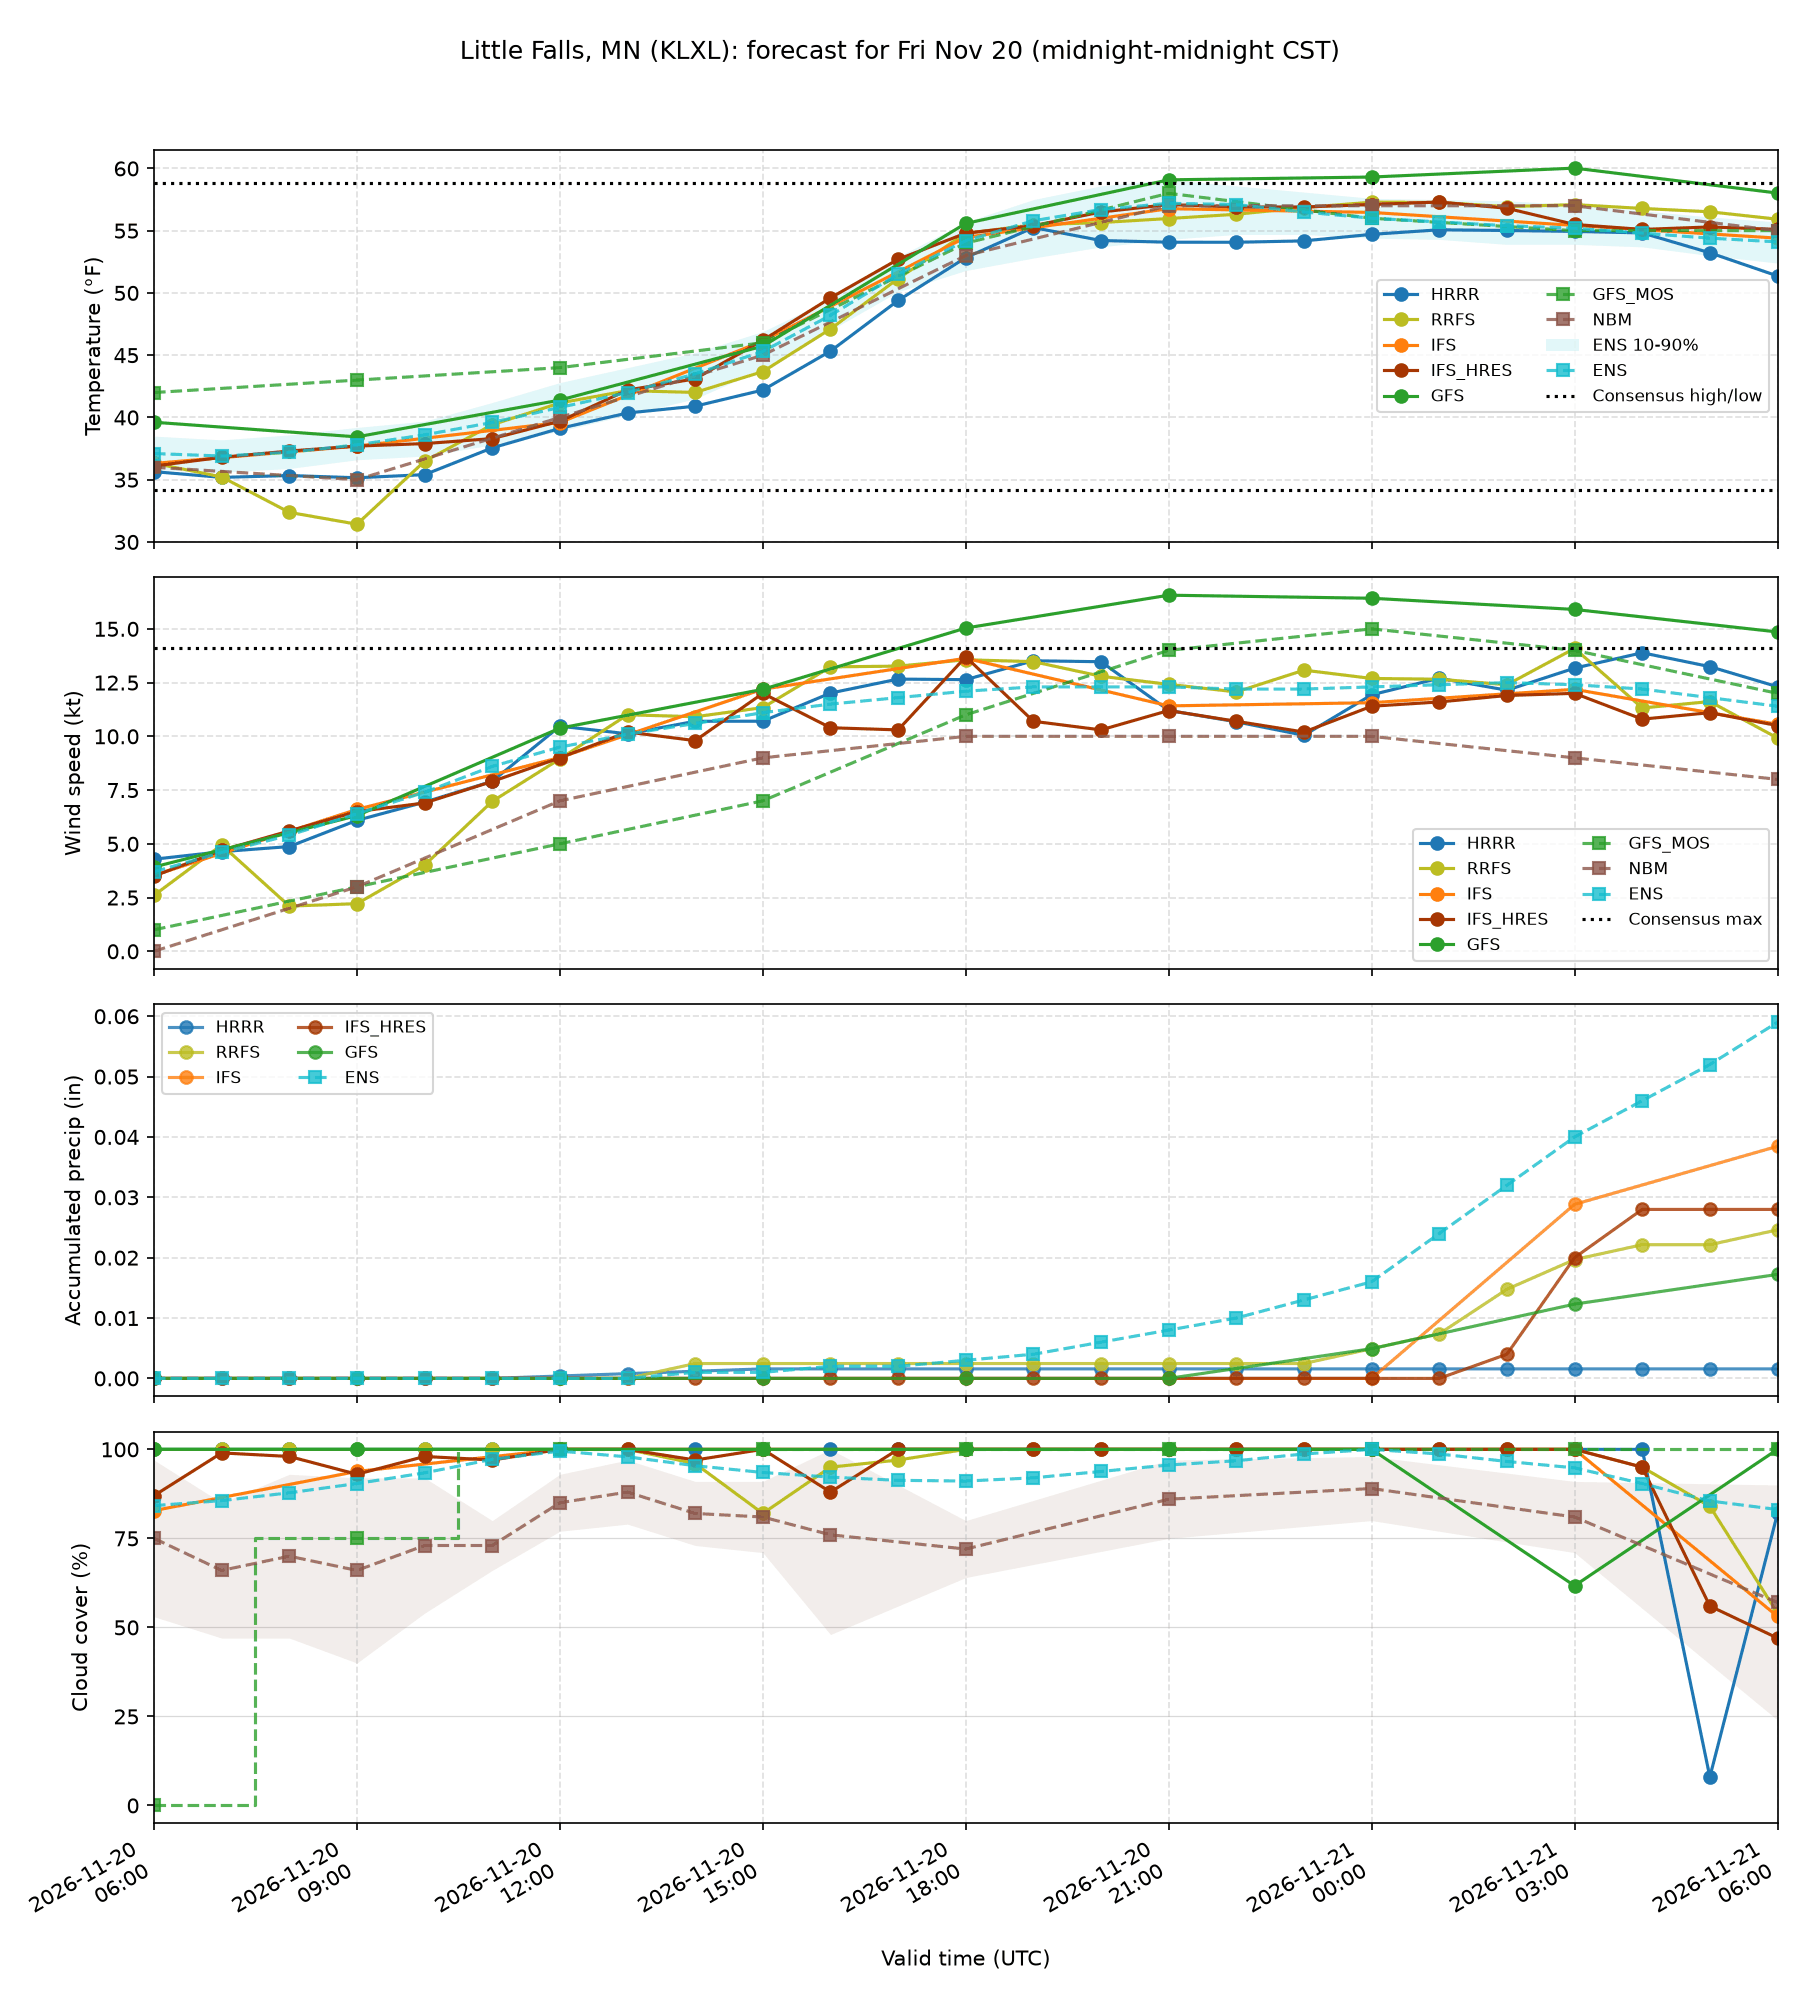 Little Falls, MN (KLXL): forecast for Fri Nov 20 (midnight-midnight CST)
Temperature (°F)
60
55
50
45
40
35
30
HRRR
RRFS
IFS
IFS_HRES
GFS
GFS_MOS
NBM
ENS 10-90%
ENS
Consensus high/low
Wind speed (kt)
15.0
12.5
10.0
7.5
5.0
2.5
0.0
HRRR
RRFS
IFS
IFS_HRES
GFS
GFS_MOS
NBM
ENS
Consensus max
Accumulated precip (in)
0.06
0.05
0.04
0.03
0.02
0.01
0.00
HRRR
RRFS
IFS
IFS_HRES
GFS
ENS
Cloud cover (%)
100
75
50
25
0
2026-11-20
06:00
2026-11-20
09:00
2026-11-20
12:00
2026-11-20
15:00
2026-11-20
18:00
2026-11-20
21:00
2026-11-21
00:00
2026-11-21
03:00
2026-11-21
06:00
Valid time (UTC)